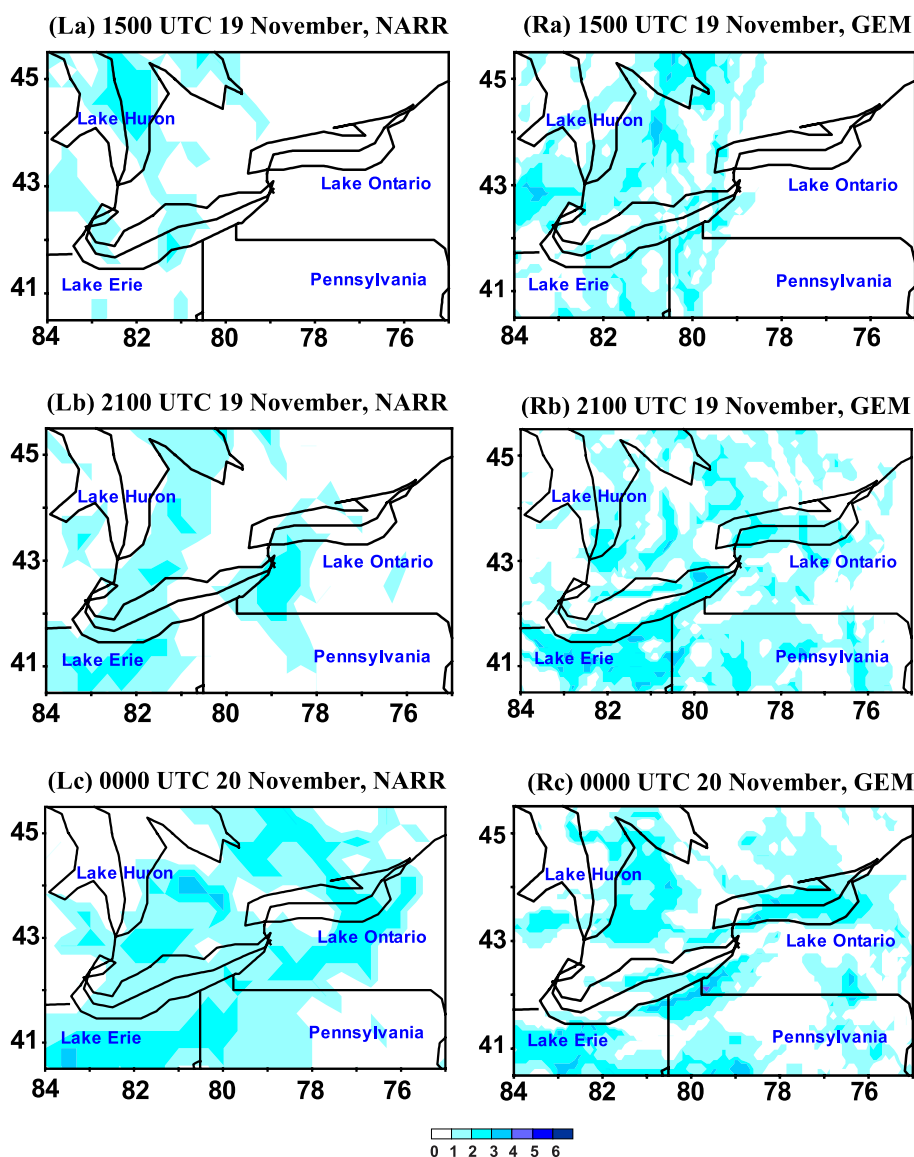 (La) 1500 UTC 19 November, NARR
(Ra) 1500 UTC 19 November, GEM
45
43
41
84 82 80 78 76
Lake Huron
Lake Ontario
Lake Erie
Pennsylvania
45
43
41
84 82 80 78 76
Lake Huron
Lake Ontario
Lake Erie
Pennsylvania
(Lb) 2100 UTC 19 November, NARR
(Rb) 2100 UTC 19 November, GEM
45
43
41
84 82 80 78 76
Lake Huron
Lake Ontario
Lake Erie
Pennsylvania
45
43
41
84 82 80 78 76
Lake Huron
Lake Ontario
Lake Erie
Pennsylvania
(Lc) 0000 UTC 20 November, NARR
(Rc) 0000 UTC 20 November, GEM
45
43
41
84 82 80 78 76
Lake Huron
Lake Ontario
Lake Erie
Pennsylvania
45
43
41
84 82 80 78 76
Lake Huron
Lake Ontario
Lake Erie
Pennsylvania
0 1 2 3 4 5 6